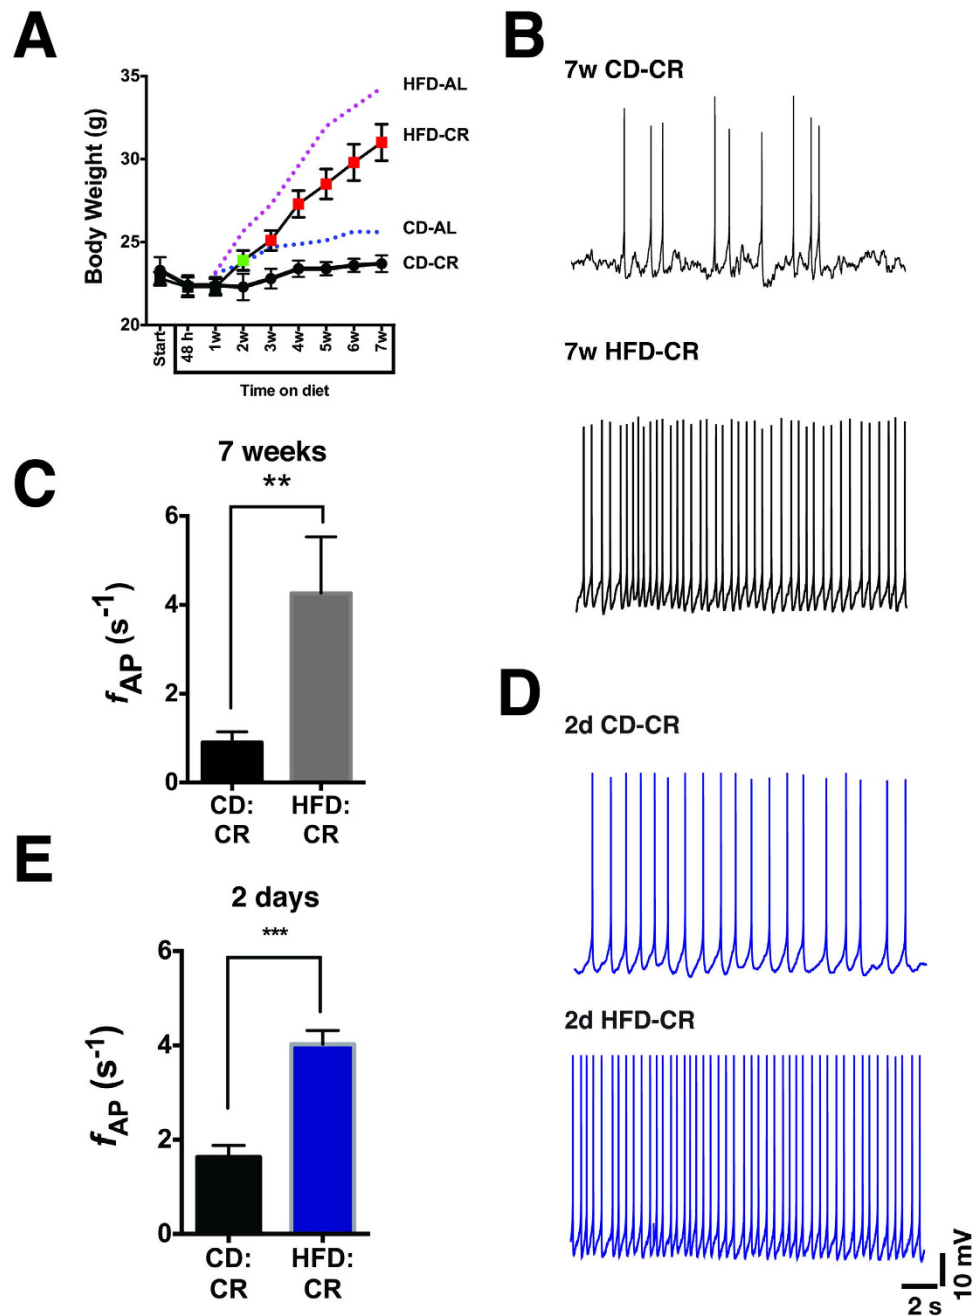 A
Body Weight (g)
35
30
25
20
HFD-AL
HFD-CR
CD-AL
CD-CR
Start
48 h
1w
2w
3w
4w
5w
6w
7w
Time on diet
B
7w CD-CR
7w HFD-CR
C
7 weeks
**
fAP (s-1)
6
4
2
0
CD:
CR
HFD:
CR
D
2d CD-CR
2d HFD-CR
10 mV
2 s
E
2 days
***
fAP (s-1)
6
4
2
0
CD:
CR
HFD:
CR